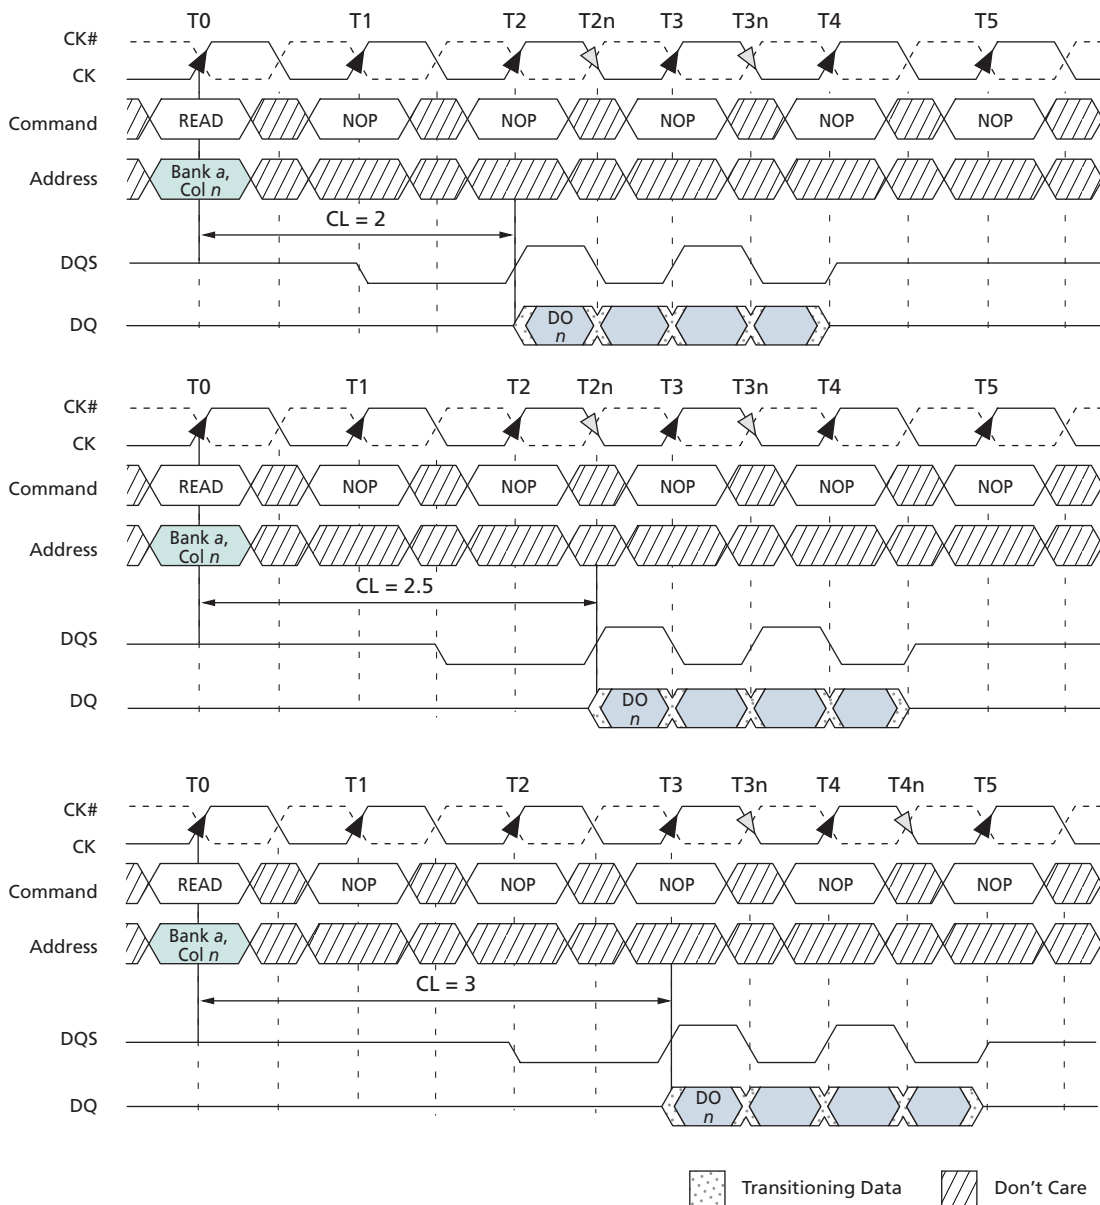 T0 T1 T2 T2n T3 T3n T4 T5
CK#
CK
Command READ NOP NOP NOP NOP NOP
Address Bank a,
Col n
CL = 2
DQS
DQ DO
n
T0 T1 T2 T2n T3 T3n T4 T5
CK#
CK
Command READ NOP NOP NOP NOP NOP
Address Bank a,
Col n
CL = 2.5
DQS
DQ DO
n
T0 T1 T2 T3 T3n T4 T4n T5
CK#
CK
Command READ NOP NOP NOP NOP NOP
Address Bank a,
Col n
CL = 3
DQS
DQ DO
n
Transitioning Data Don't Care